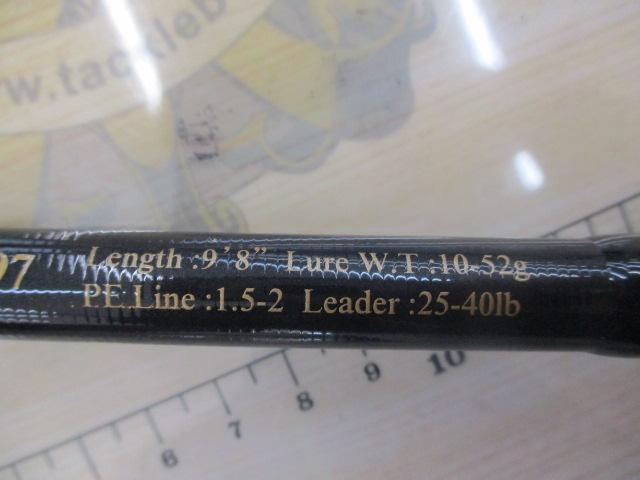 w.tackleb
97
Length :9'8" Lure W.T :10-52g
PE Line :1.5-2 Leader :25-40lb
6 7 8 9 10